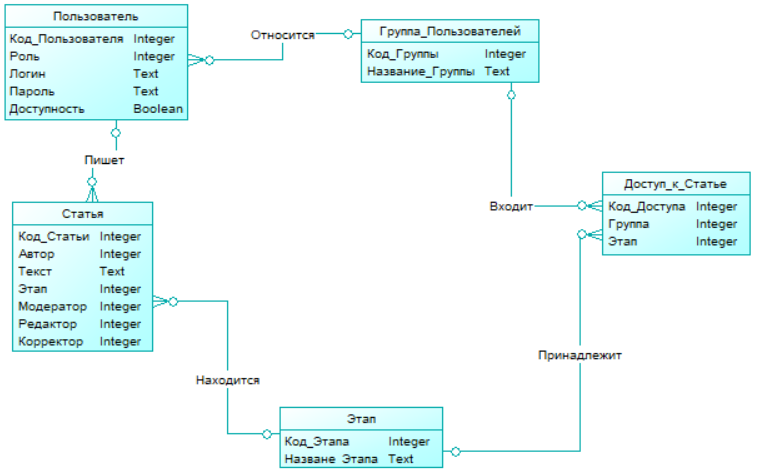 Пользователь
Код_Пользователя Integer
Роль Integer
Логин Text
Пароль Text
Доступность Boolean
Относится
Группа_Пользователей
Код_Группы Integer
Название_Группы Text
Пишет
Статья
Код_Статьи Integer
Автор Integer
Текст Text
Этап Integer
Модератор Integer
Редактор Integer
Корректор Integer
Входит
Доступ_к_Статье
Код_Доступа Integer
Группа Integer
Этап Integer
Принадлежит
Находится
Этап
Код_Этапа Integer
Назване_Этапа Text